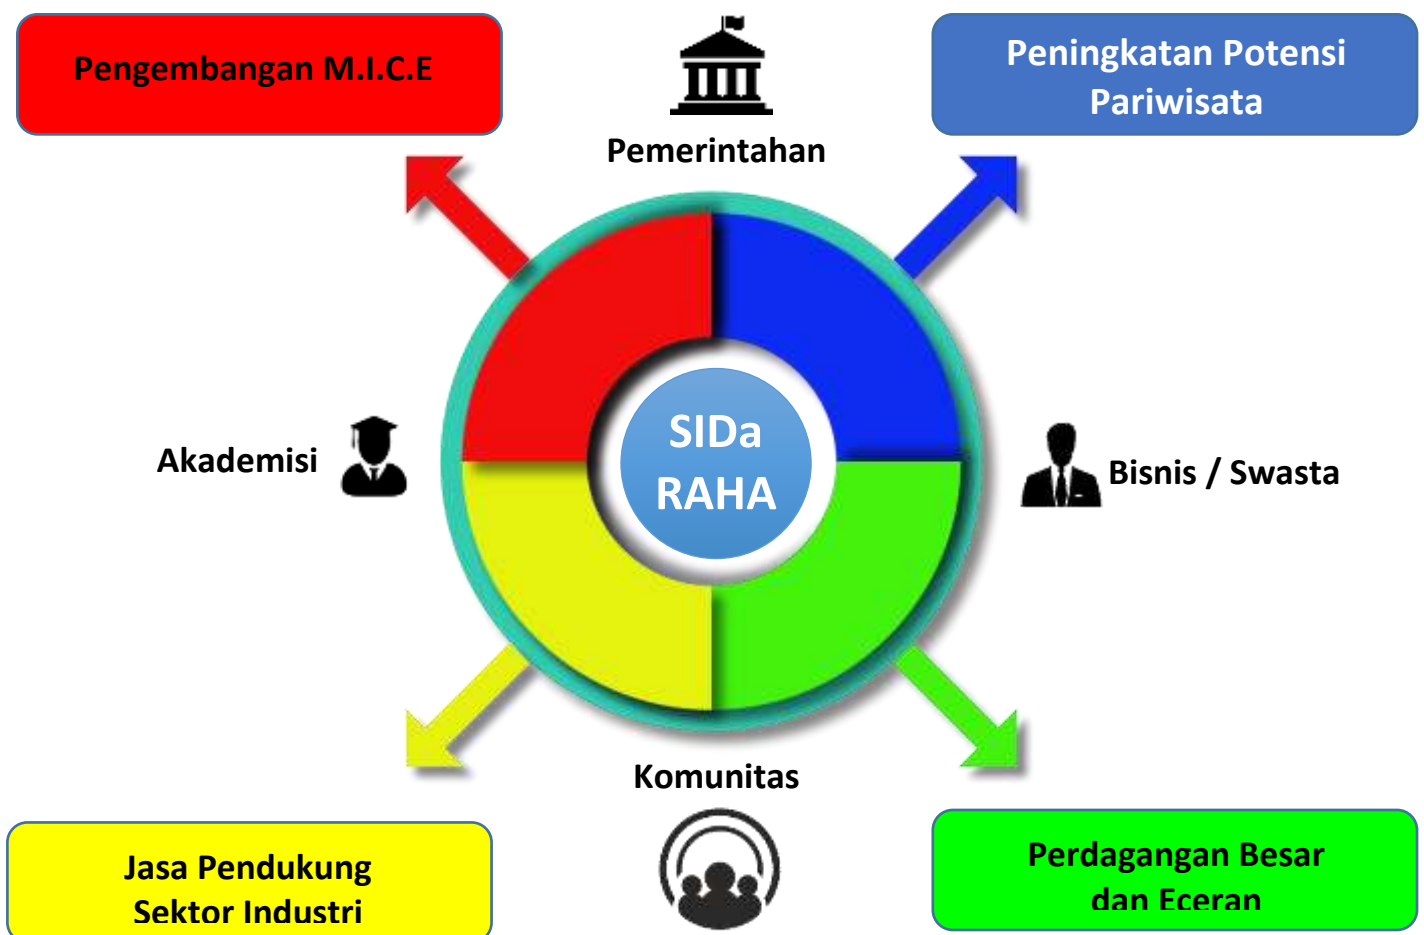 Pengembangan M.I.C.E
Peningkatan Potensi
Pariwisata
Pemerintahan
Akademisi
SIDa
RAHA
Bisnis / Swasta
Komunitas
Jasa Pendukung
Sektor Industri
Perdagangan Besar
dan Eceran